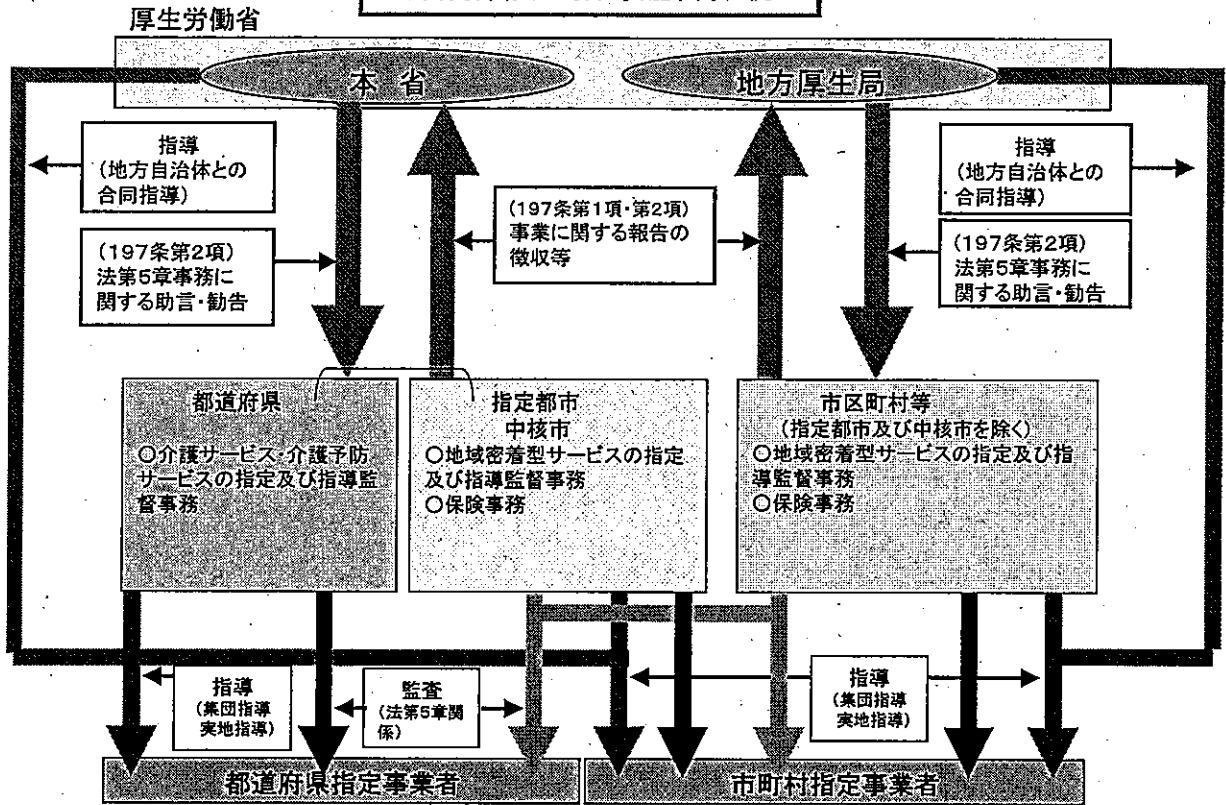 厚生労働省
本省
地方厚生局
指導
(地方自治体との
合同指導)
(197条第2項)
法第5章事務に
関する助言・勧告
(197条第1項・第2項)
事業に関する報告の
徴収等
指導
(地方自治体との
合同指導)
(197条第2項)
法第5章事務に
関する助言・勧告
都道府県
○介護サービス・介護予防
サービスの指定及び指導監
督事務
指定都市
中核市
○地域密着型サービスの指定
及び指導監督事務
○保険事務
市区町村等
(指定都市及び中核市を除く)
○地域密着型サービスの指定及び指
導監督事務
○保険事務
指導
(集団指導
実地指導)
監査
(法第5章関
係)
指導
(集団指導
実地指導)
都道府県指定事業者
市町村指定事業者